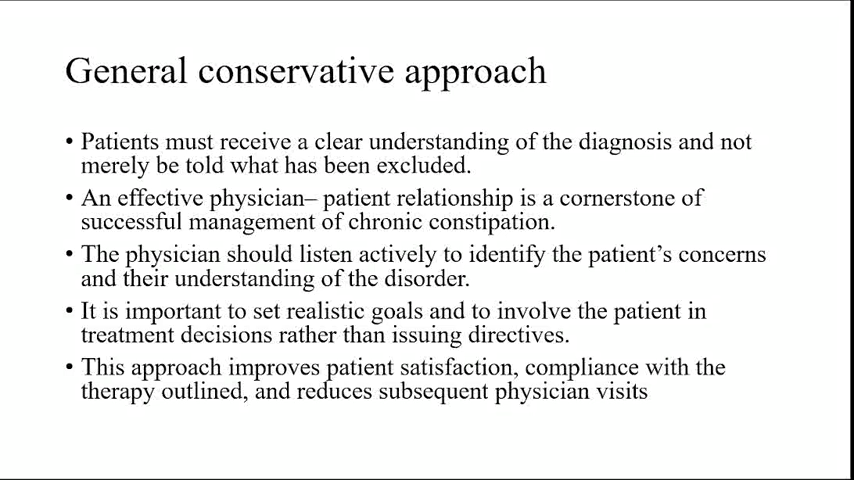 General conservative approach
• Patients must receive a clear understanding of the diagnosis and not
merely be told what has been excluded.
• An effective physician– patient relationship is a cornerstone of
successful management of chronic constipation.
• The physician should listen actively to identify the patient’s concerns
and their understanding of the disorder.
• It is important to set realistic goals and to involve the patient in
treatment decisions rather than issuing directives.
• This approach improves patient satisfaction, compliance with the
therapy outlined, and reduces subsequent physician visits